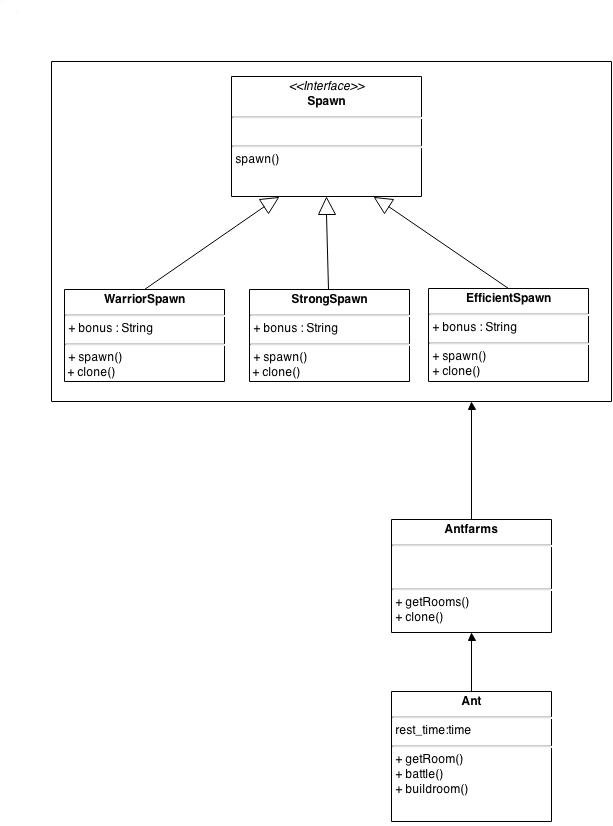 <<Interface>>
Spawn
spawn()
WarriorSpawn
+ bonus : String
+ spawn()
+ clone()
StrongSpawn
+ bonus : String
+ spawn()
+ clone()
EfficientSpawn
+ bonus : String
+ spawn()
+ clone()
Antfarms
+ getRooms()
+ clone()
Ant
rest_time:time
+ getRoom()
+ battle()
+ buildroom()